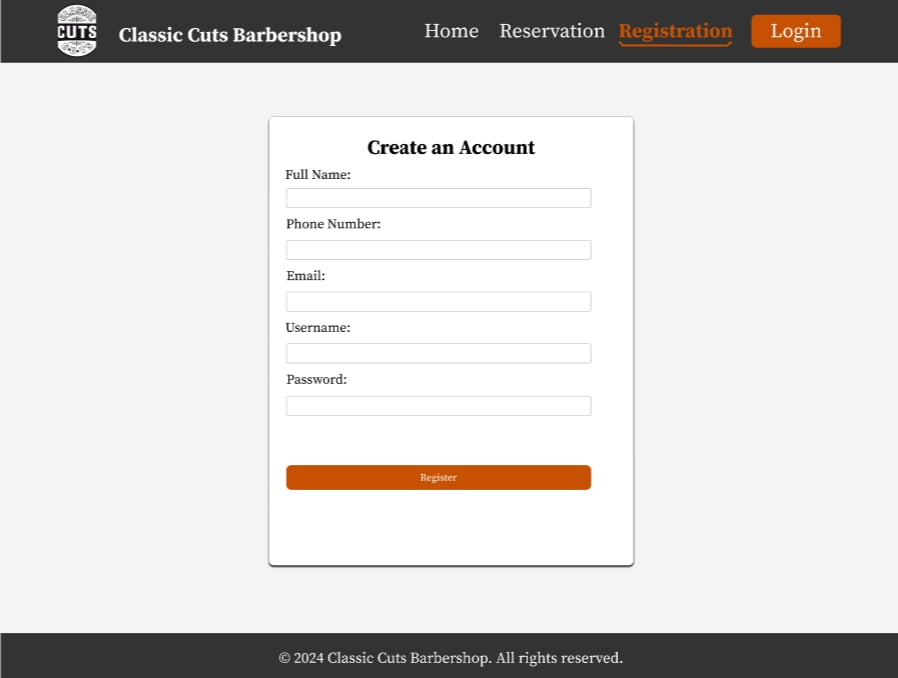 CUTS
Classic Cuts Barbershop
Home Reservation Registration Login
Create an Account
Full Name:
Phone Number:
Email:
Username:
Password:
Register
© 2024 Classic Cuts Barbershop. All rights reserved.